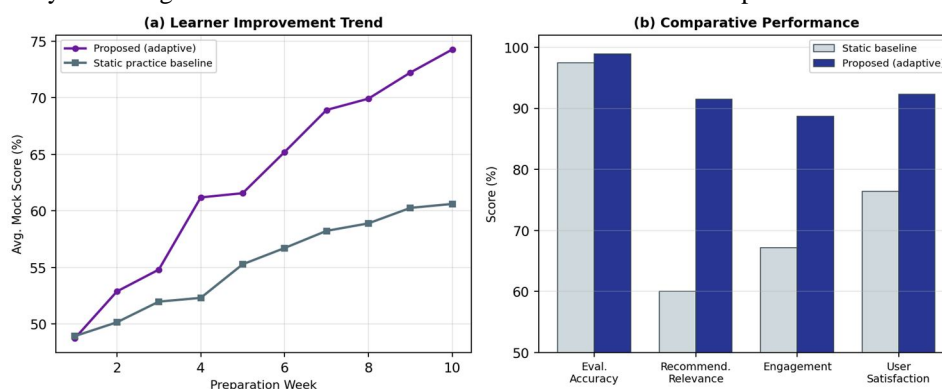 (a) Learner Improvement Trend
75
70
65
60
55
50
Avg. Mock Score (%)
Proposed (adaptive)
Static practice baseline
2
4
6
8
10
Preparation Week
(b) Comparative Performance
100
90
80
70
60
50
Score (%)
Static baseline
Proposed (adaptive)
Eval.
Accuracy
Recommend.
Relevance
Engagement
User
Satisfaction